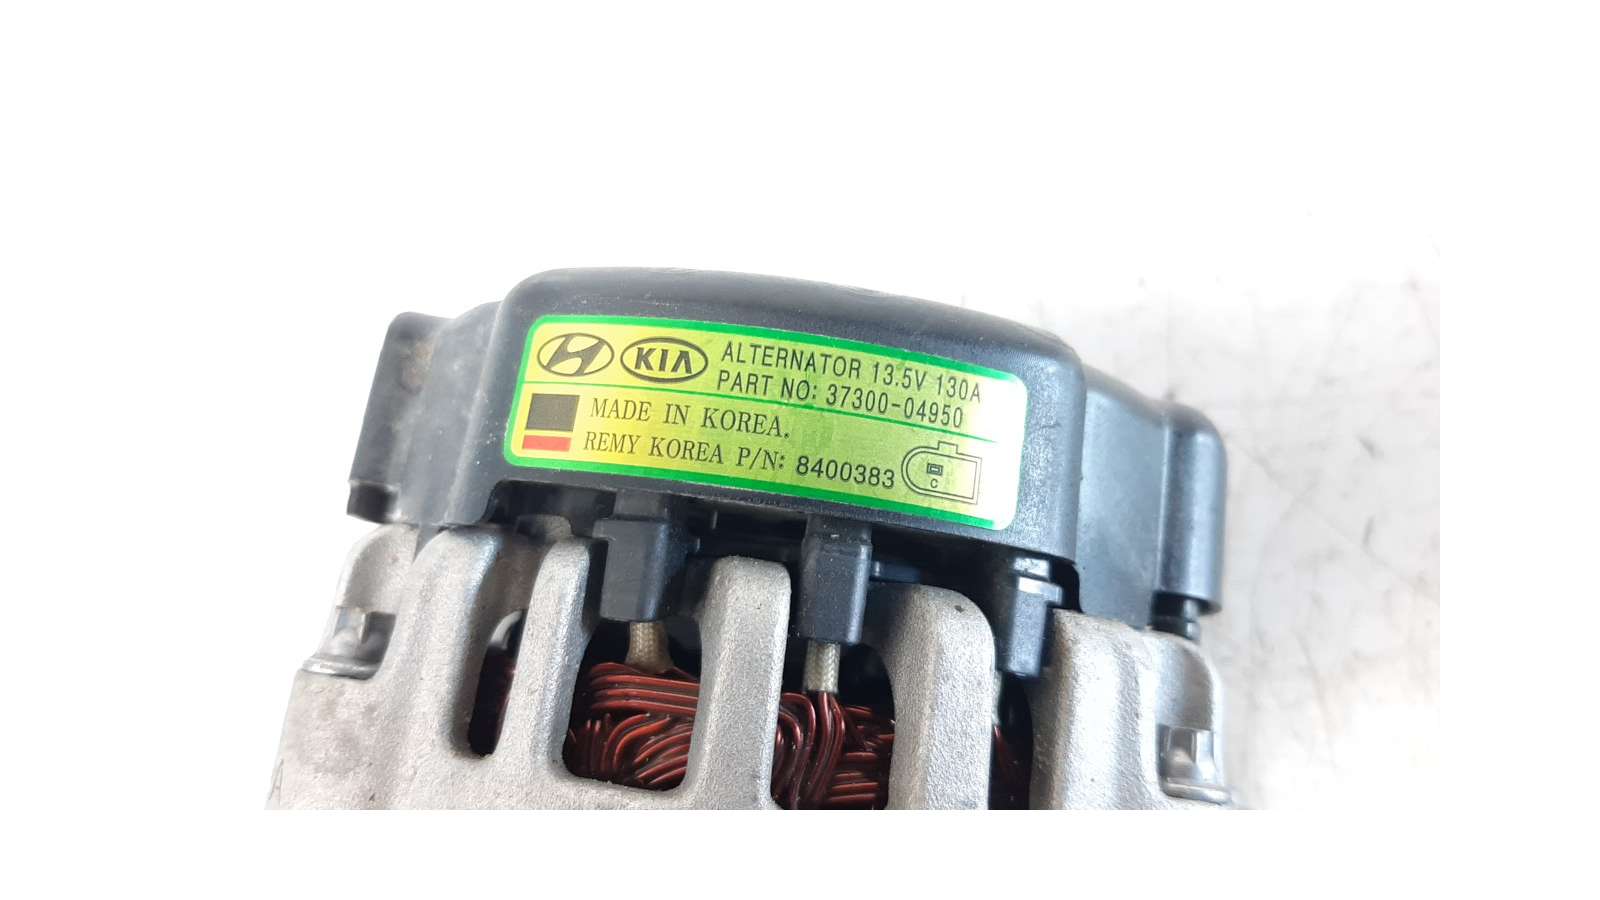 KIA ALTERNATOR 13.5V 130A
PART NO: 37300-04950
MADE IN KOREA.
REMY KOREA P/N: 8400383
C